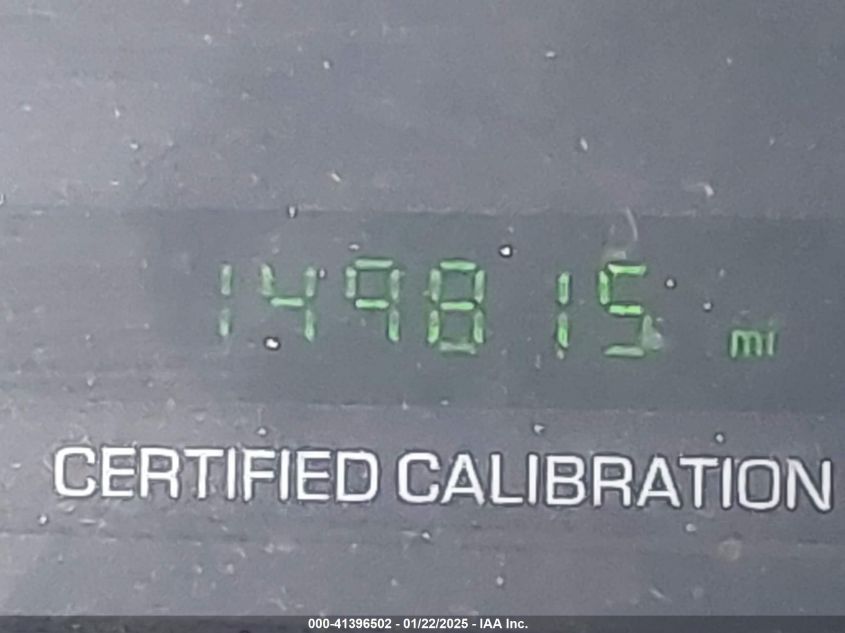 149815 mi
CERTIFIED CALIBRATION
000-41396502 - 01/22/2025 - IAA Inc.